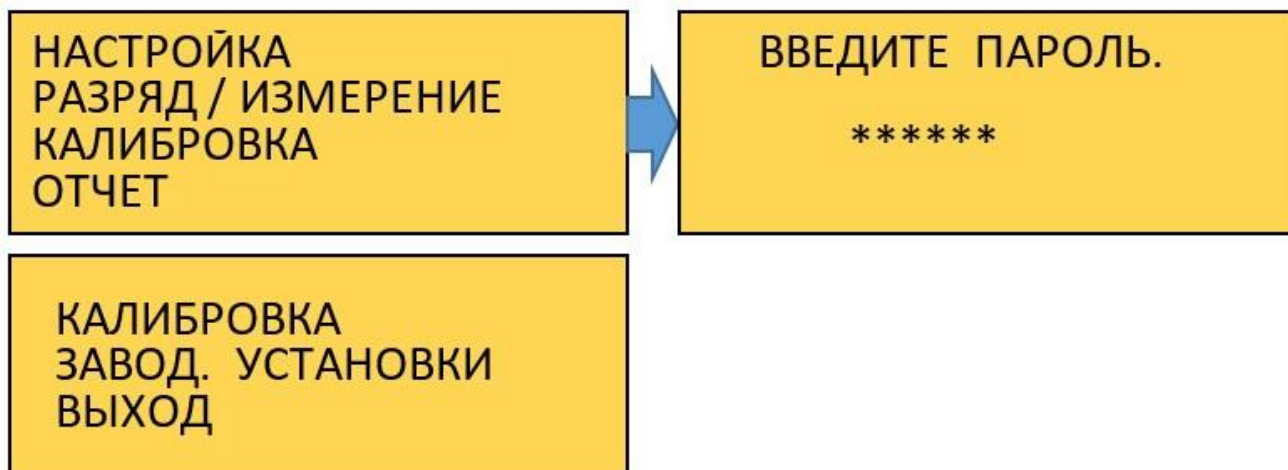 НАСТРОЙКА
РАЗРЯД / ИЗМЕРЕНИЕ
КАЛИБРОВКА
ОТЧЕТ
ВВЕДИТЕ ПАРОЛЬ.
******
КАЛИБРОВКА
ЗАВОД. УСТАНОВКИ
ВЫХОД